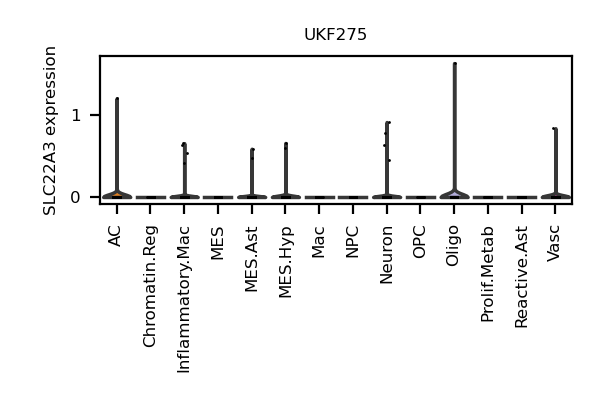 UKF275
SLC22A3 expression
1
0
AC
Chromatin.Reg
Inflammatory.Mac
MES
MES.Ast
MES.Hyp
Mac
NPC
Neuron
OPC
Oligo
Prolif.Metab
Reactive.Ast
Vasc